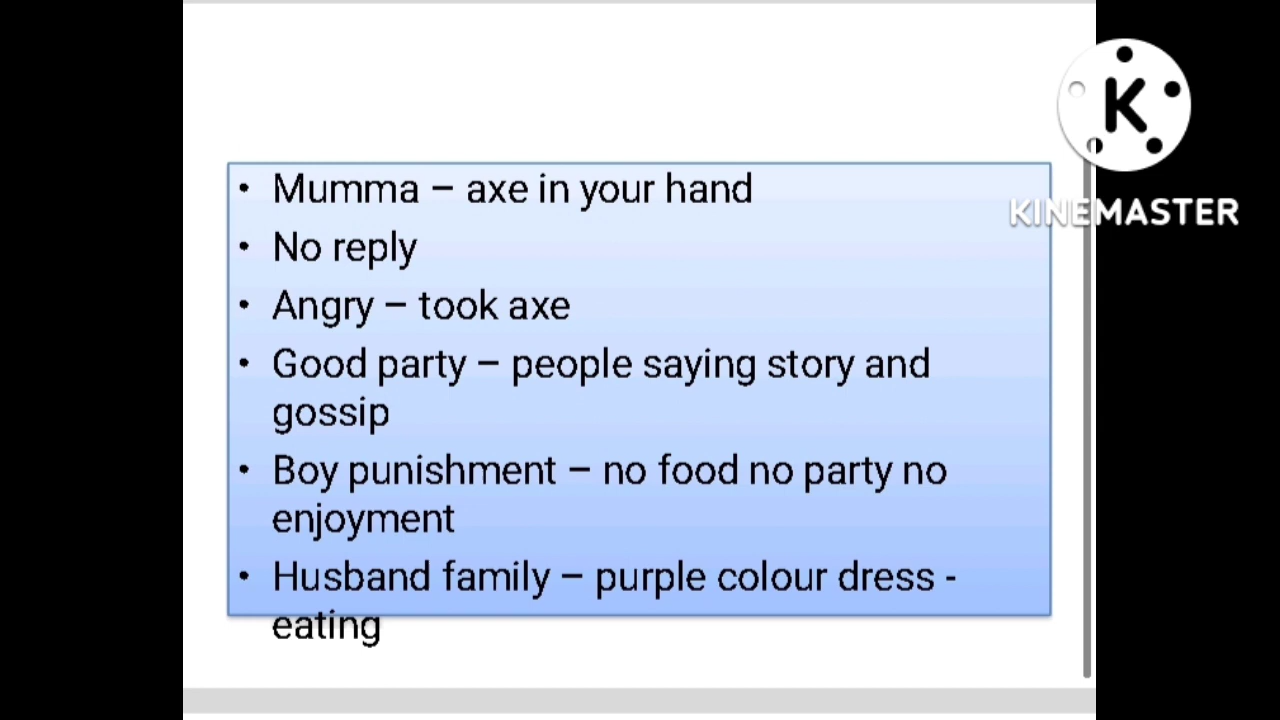 • Mumma – axe in your hand
• No reply
• Angry – took axe
• Good party – people saying story and
gossip
• Boy punishment – no food no party no
enjoyment
• Husband family – purple colour dress -
eating
K
KINEMASTER